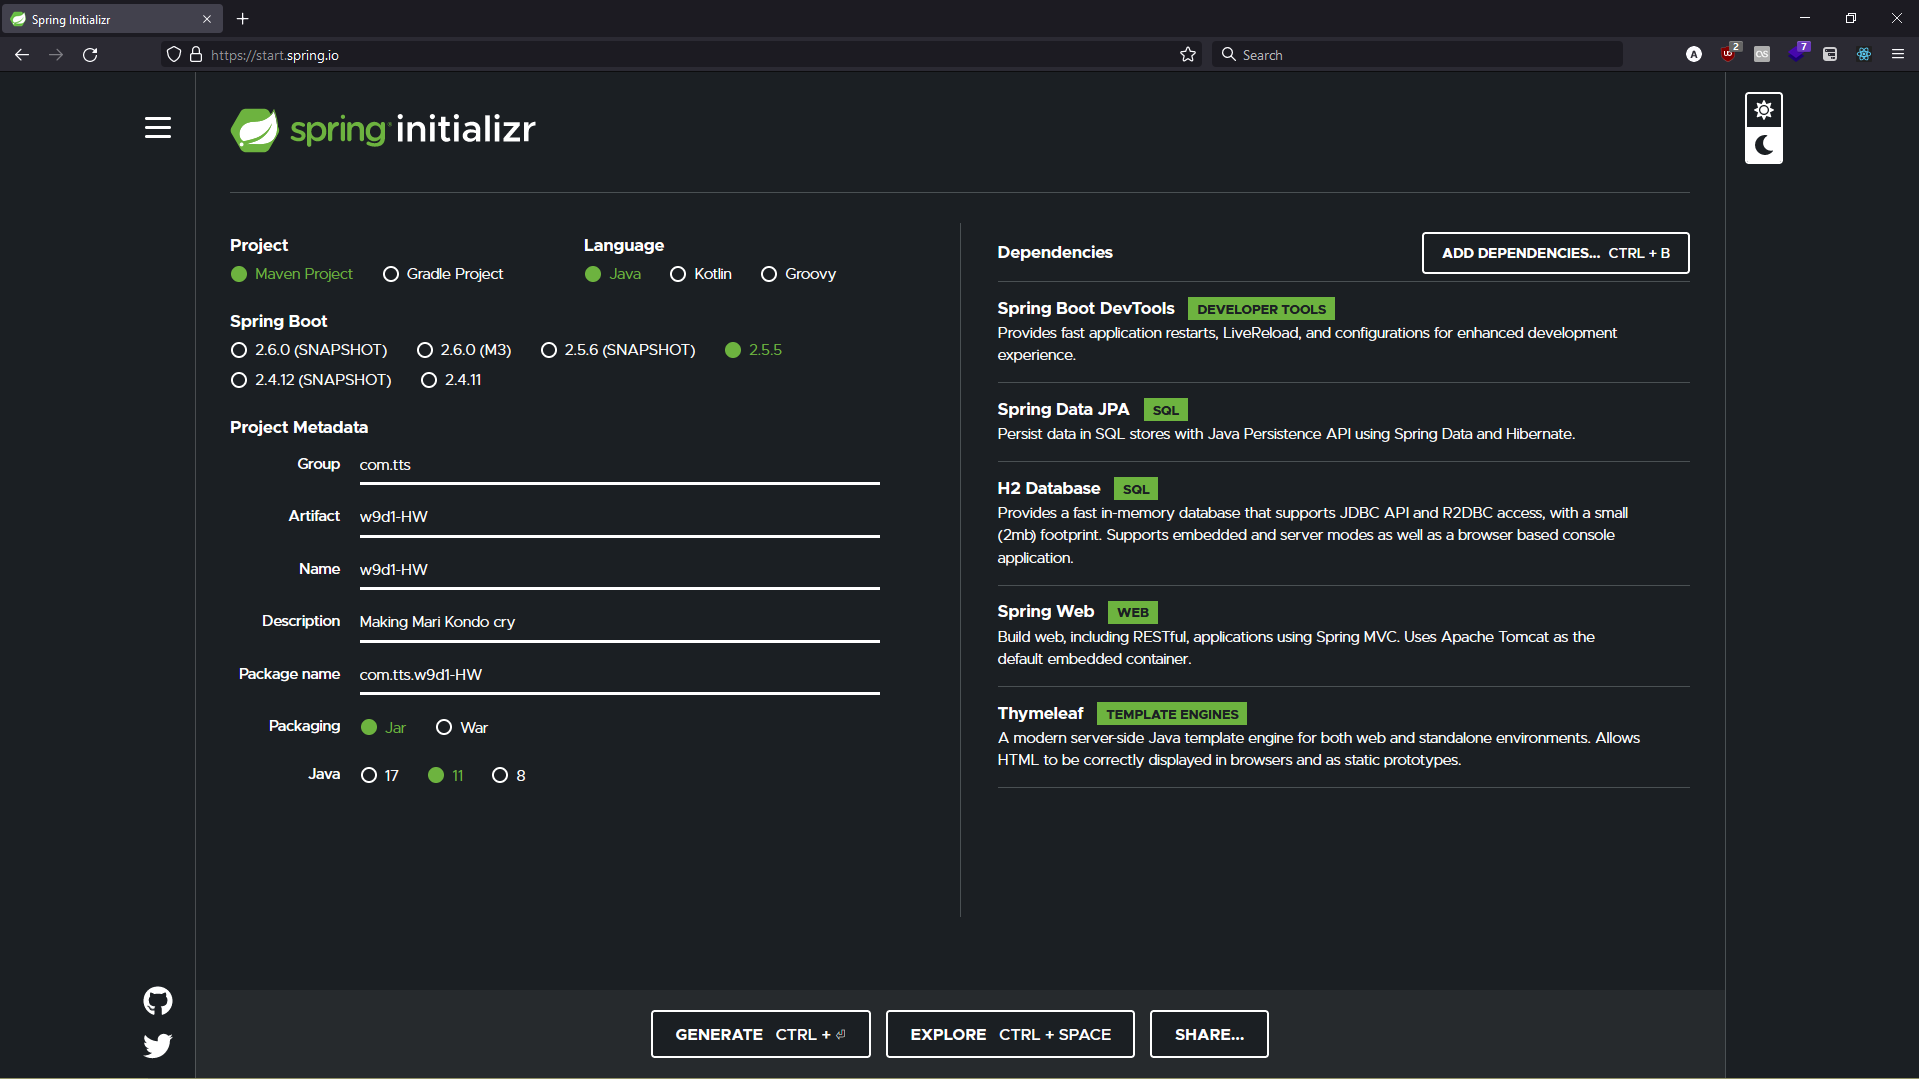 Spring Initializr
https://start.spring.io
Search
2
7
spring initializr
Project
Maven Project
Gradle Project
Language
Java
Kotlin
Groovy
Spring Boot
2.6.0 (SNAPSHOT)
2.6.0 (M3)
2.5.6 (SNAPSHOT)
2.5.5
2.4.12 (SNAPSHOT)
2.4.11
Project Metadata
Group com.tts
Artifact w9d1-HW
Name w9d1-HW
Description Making Mari Kondo cry
Package name com.tts.w9d1-HW
Packaging Jar War
Java 17 11 8
Dependencies
ADD DEPENDENCIES... CTRL + B
Spring Boot DevTools DEVELOPER TOOLS
Provides fast application restarts, LiveReload, and configurations for enhanced development
experience.
Spring Data JPA SQL
Persist data in SQL stores with Java Persistence API using Spring Data and Hibernate.
H2 Database SQL
Provides a fast in-memory database that supports JDBC API and R2DBC access, with a small
(2mb) footprint. Supports embedded and server modes as well as a browser based console
application.
Spring Web WEB
Build web, including RESTful, applications using Spring MVC. Uses Apache Tomcat as the
default embedded container.
Thymeleaf TEMPLATE ENGINES
A modern server-side Java template engine for both web and standalone environments. Allows
HTML to be correctly displayed in browsers and as static prototypes.
GENERATE CTRL + ⏎
EXPLORE CTRL + SPACE
SHARE...